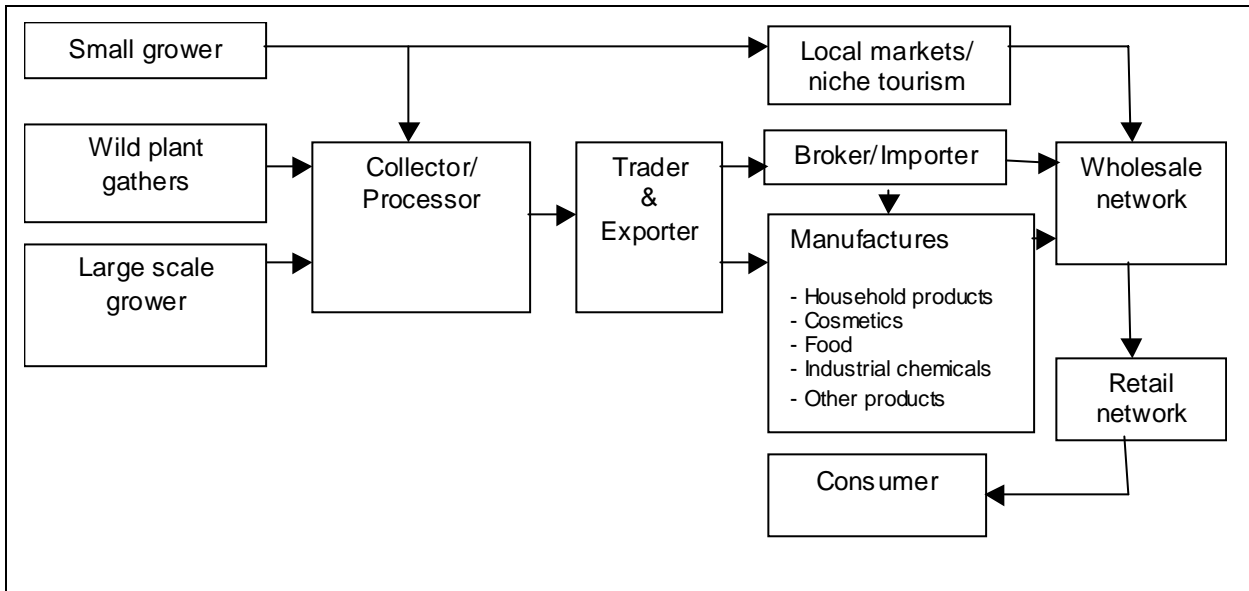 Small grower
Local markets/
niche tourism
Wild plant
gathers
Collector/
Processor
Trader
&
Exporter
Broker/Importer
Wholesale
network
Large scale
grower
Manufactures
- Household products
- Cosmetics
- Food
- Industrial chemicals
- Other products
Retail
network
Consumer